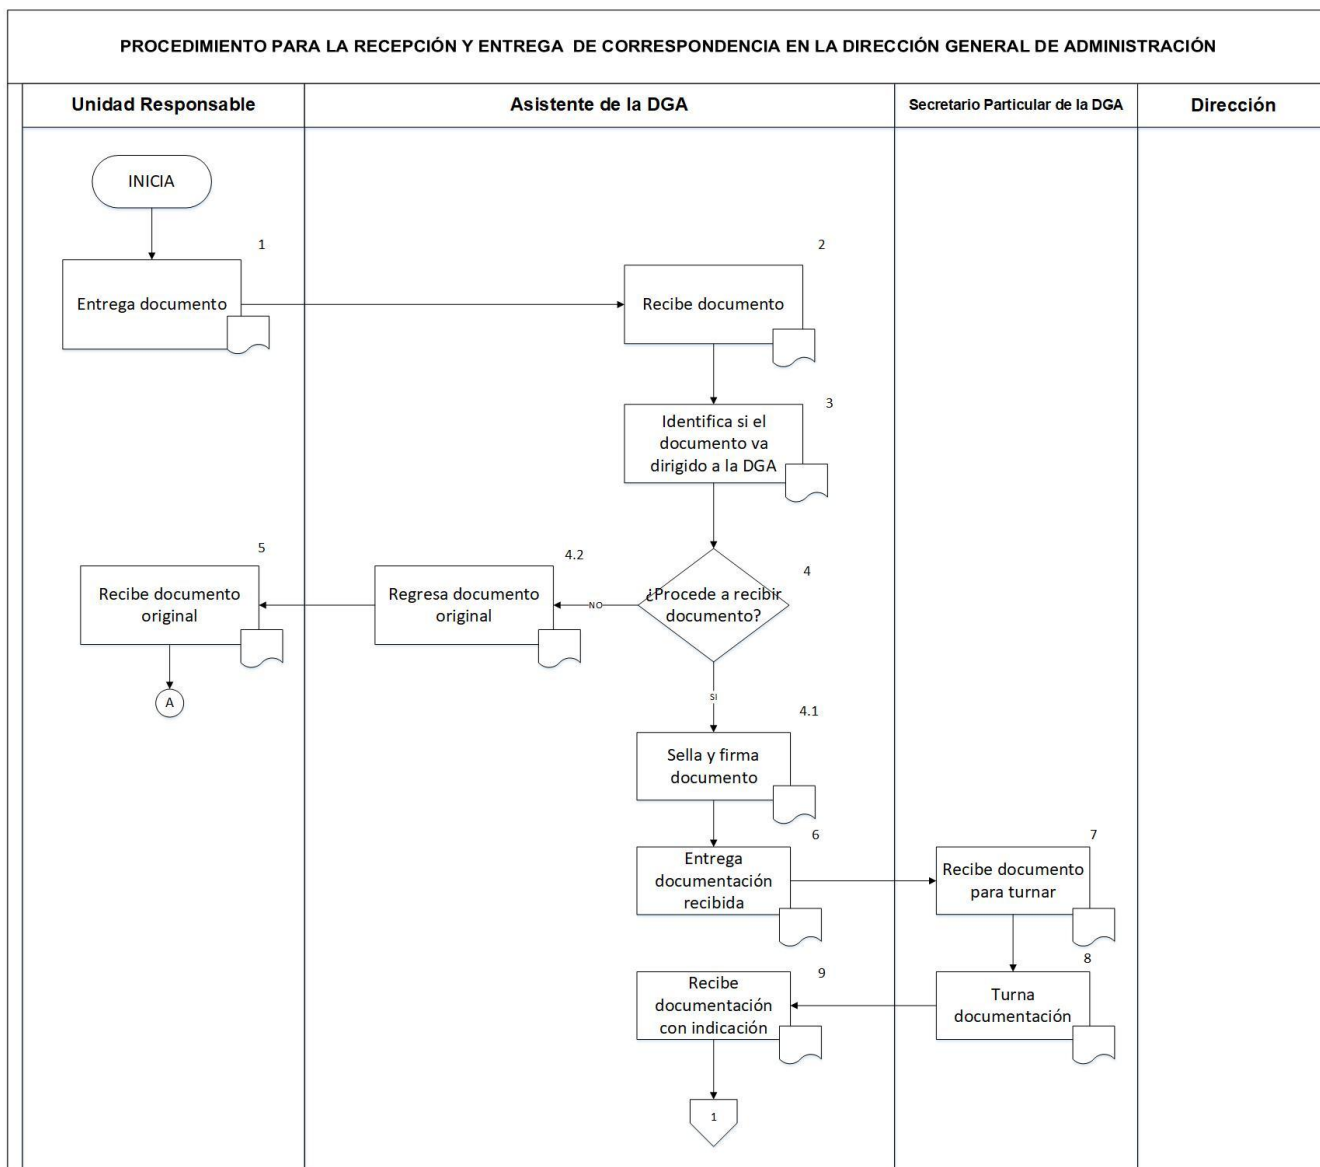 PROCEDIMIENTO PARA LA RECEPCIÓN Y ENTREGA DE CORRESPONDENCIA EN LA DIRECCIÓN GENERAL DE ADMINISTRACIÓN
Unidad Responsable
Asistente de la DGA
Secretario Particular de la DGA
Dirección
INICIA
1
Entrega documento
2
Recibe documento
3
Identifica si el
documento va
dirigido a la DGA
4
¿Procede a recibir
documento?
NO
4.2
Regresa documento
original
5
Recibe documento
original
A
SI
4.1
Sella y firma
documento
6
Entrega
documentación
recibida
7
Recibe documento
para turnar
8
Turna
documentación
9
Recibe
documentación
con indicación
1